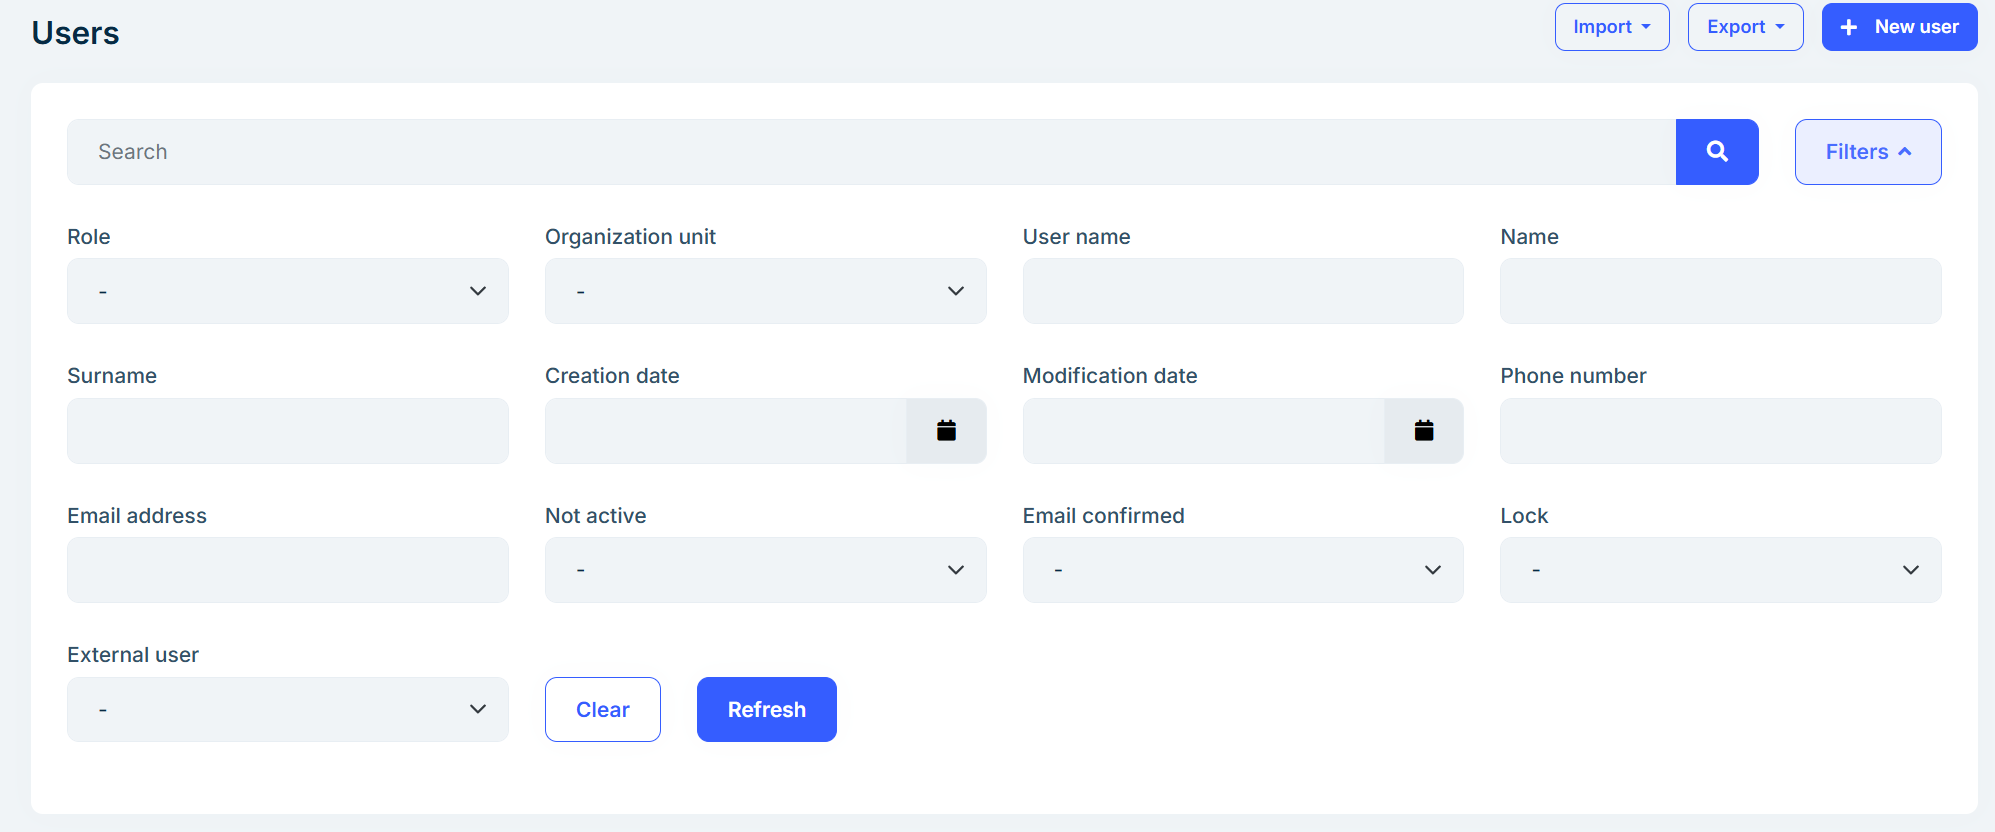 Users
Import
Export
New user
Search
Filters
Role
Organization unit
User name
Name
-
-
Surname
Creation date
Modification date
Phone number
Email address
Not active
Email confirmed
Lock
-
-
-
External user
-
Clear
Refresh